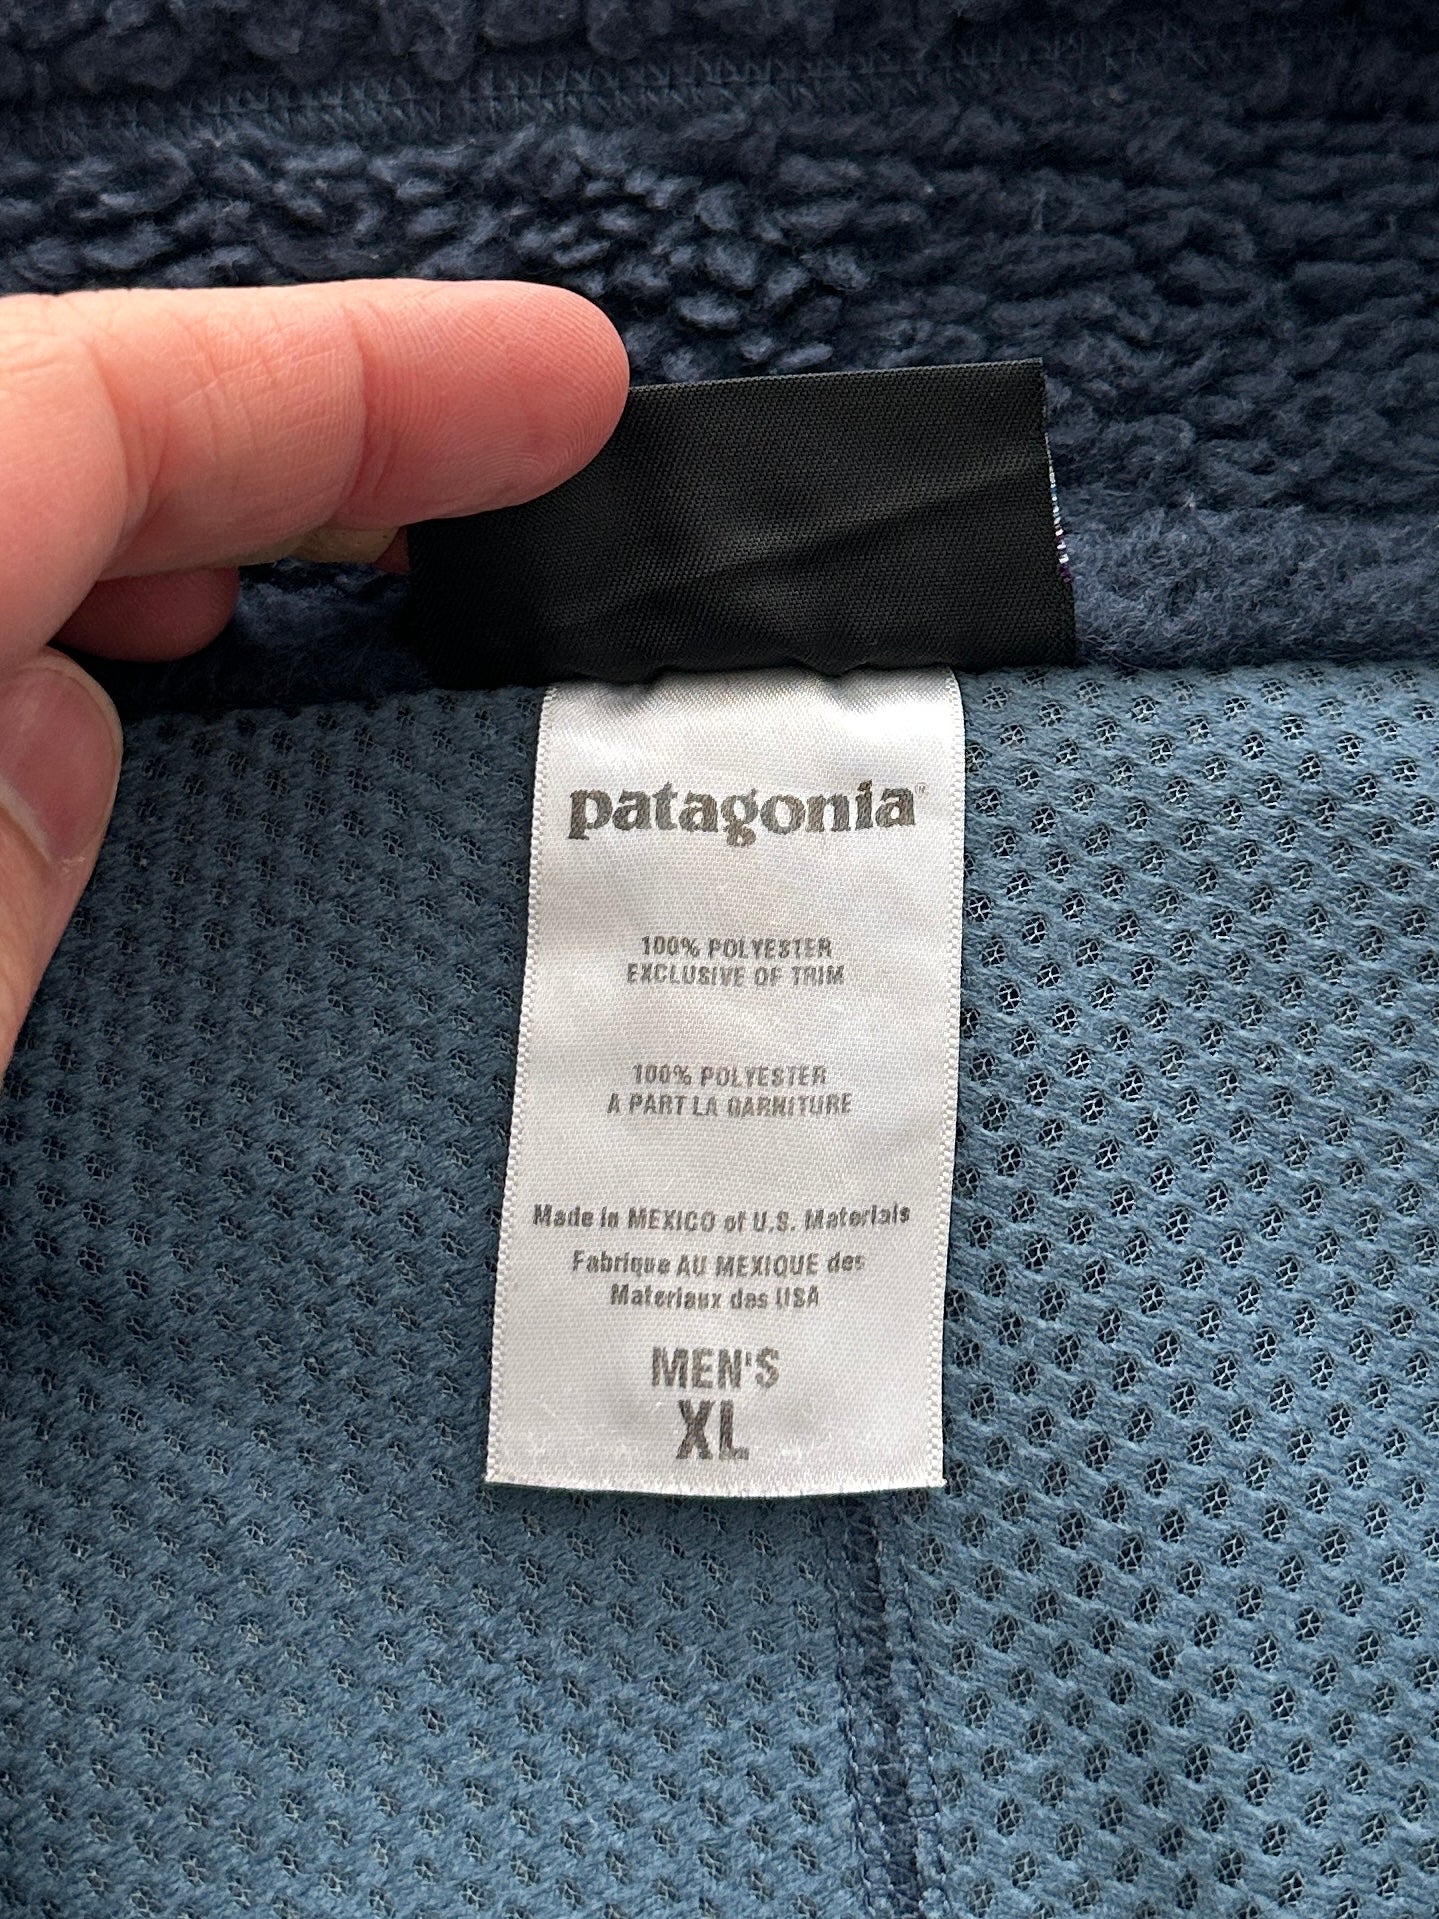 patagonia
100% POLYESTER
EXCLUSIVE OF TRIM
100% POLYESTER
A PART LA GARNITURE
Made in MEXICO of U.S. Materials
Fabrique AU MEXIQUE des
Materiaux das USA
MEN'S
XL